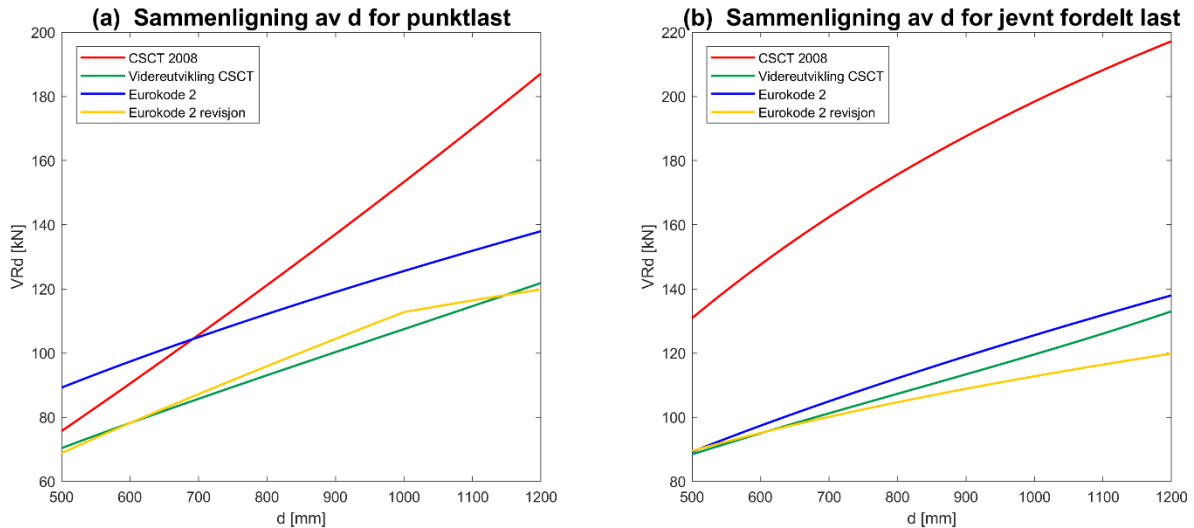 (a) Sammenligning av d for punktlast
200
180
160
140
120
100
80
60
VRd [kN]
CSCT 2008
Videreutvikling CSCT
Eurokode 2
Eurokode 2 revisjon
500 600 700 800 900 1000 1100 1200
d [mm]
(b) Sammenligning av d for jevnt fordelt last
220
200
180
160
140
120
100
80
VRd [kN]
CSCT 2008
Videreutvikling CSCT
Eurokode 2
Eurokode 2 revisjon
500 600 700 800 900 1000 1100 1200
d [mm]